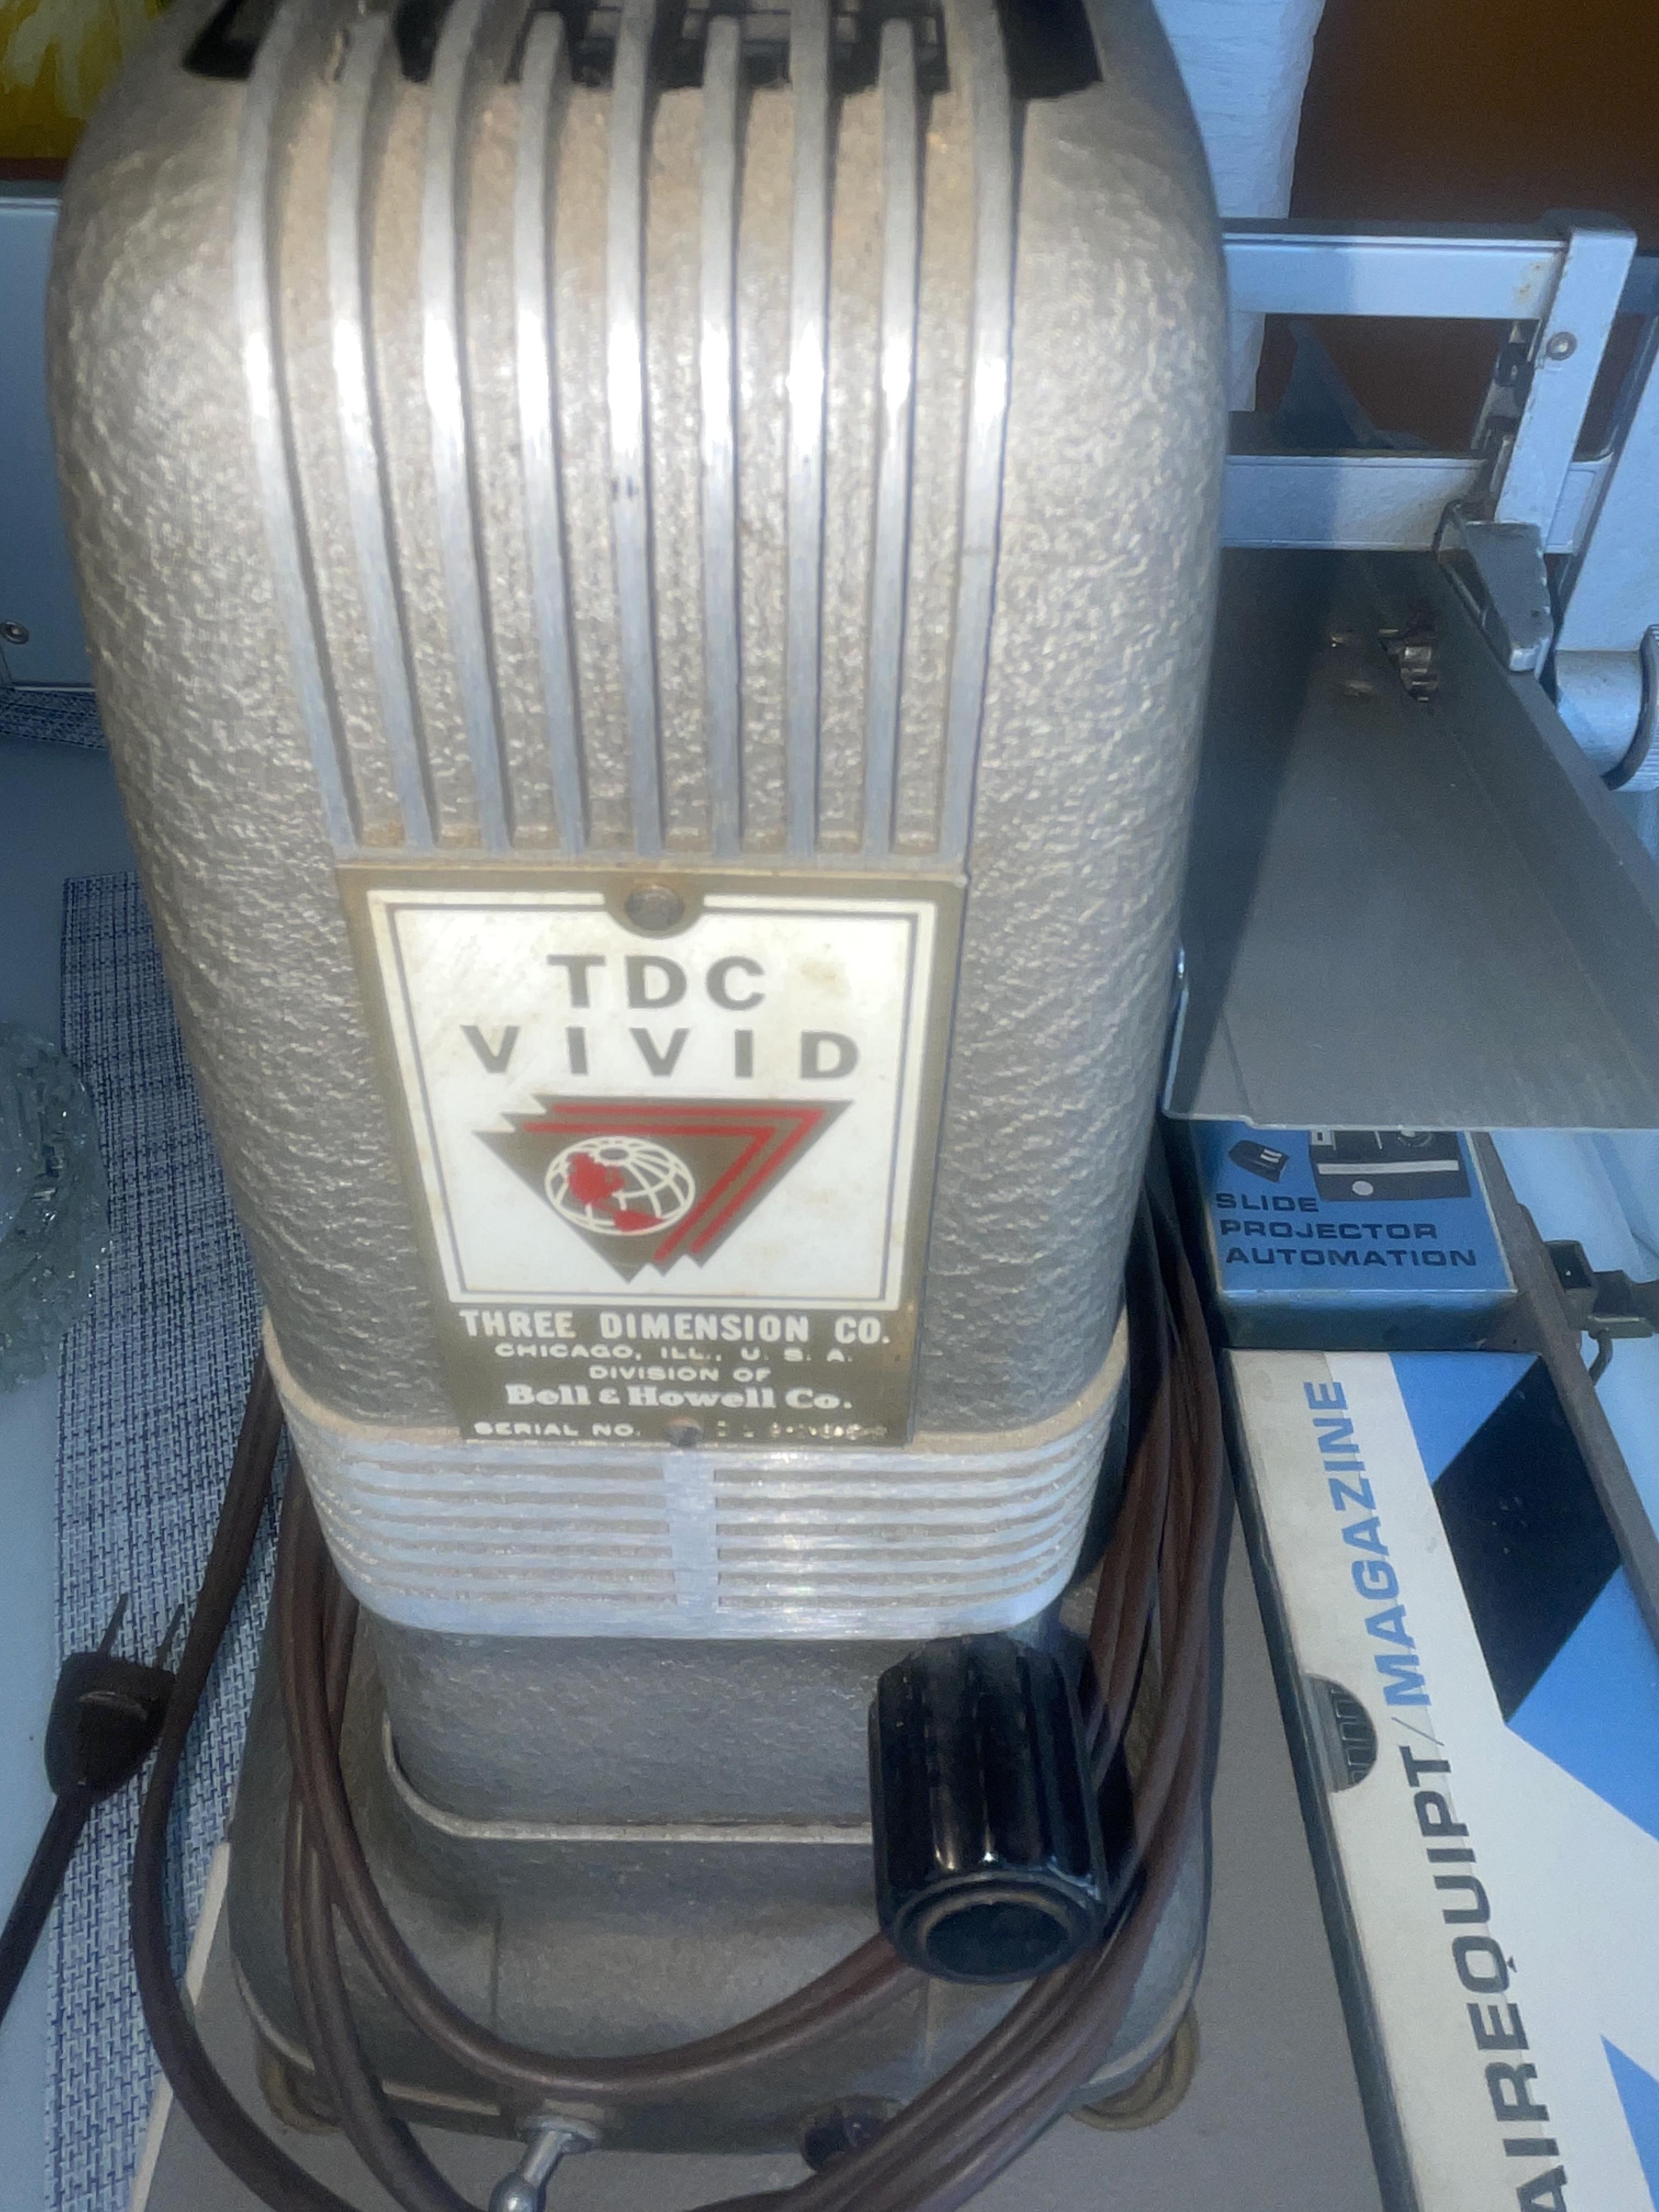 TDC
VIVID
THREE DIMENSION CO.
CHICAGO, ILL., U. S. A.
DIVISION OF
Bell & Howell Co.
SERIAL NO.
SLIDE
PROJECTOR
AUTOMATION
AIREQUIPT/MAGAZINE